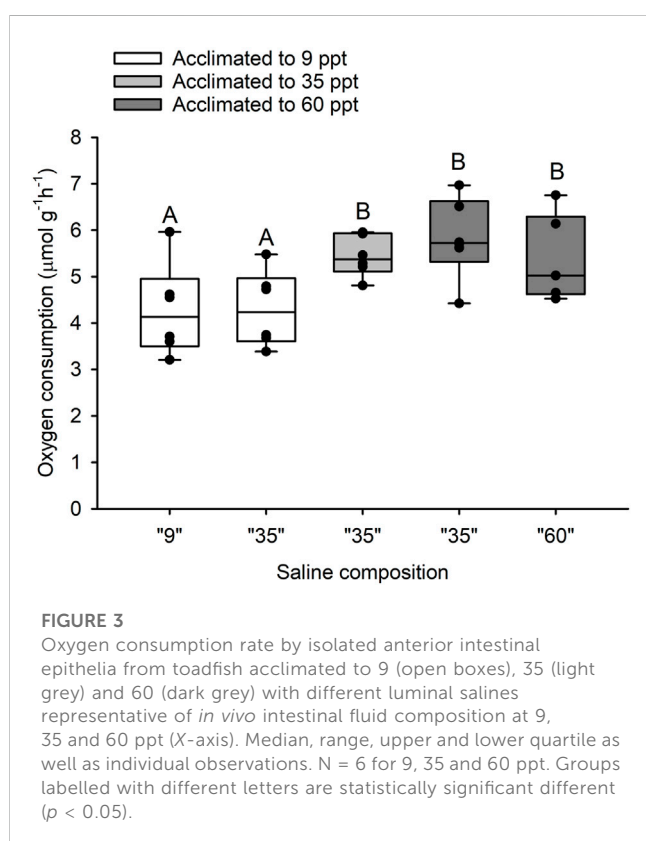 Acclimated to 9 ppt
Acclimated to 35 ppt
Acclimated to 60 ppt
Oxygen consumption (μmol g⁻¹h⁻¹)
8
7
6
5
4
3
2
1
0
A
A
B
B
B
"9"
"35"
"35"
"35"
"60"
Saline composition
FIGURE 3
Oxygen consumption rate by isolated anterior intestinal
epithelia from toadfish acclimated to 9 (open boxes), 35 (light
grey) and 60 (dark grey) with different luminal salines
representative of in vivo intestinal fluid composition at 9,
35 and 60 ppt (X-axis). Median, range, upper and lower quartile as
well as individual observations. N = 6 for 9, 35 and 60 ppt. Groups
labelled with different letters are statistically significant different
(p < 0.05).